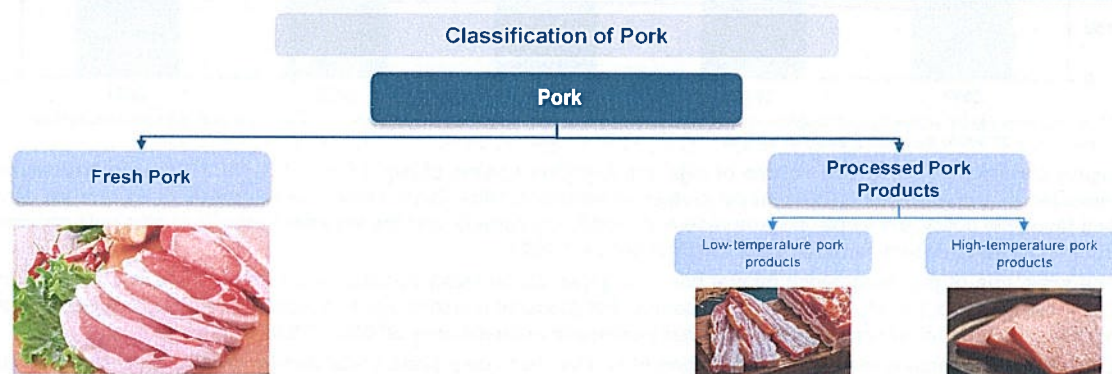 Classification of Pork
Pork
Fresh Pork
Processed Pork
Products
Low-temperature pork
products
High-temperature pork
products